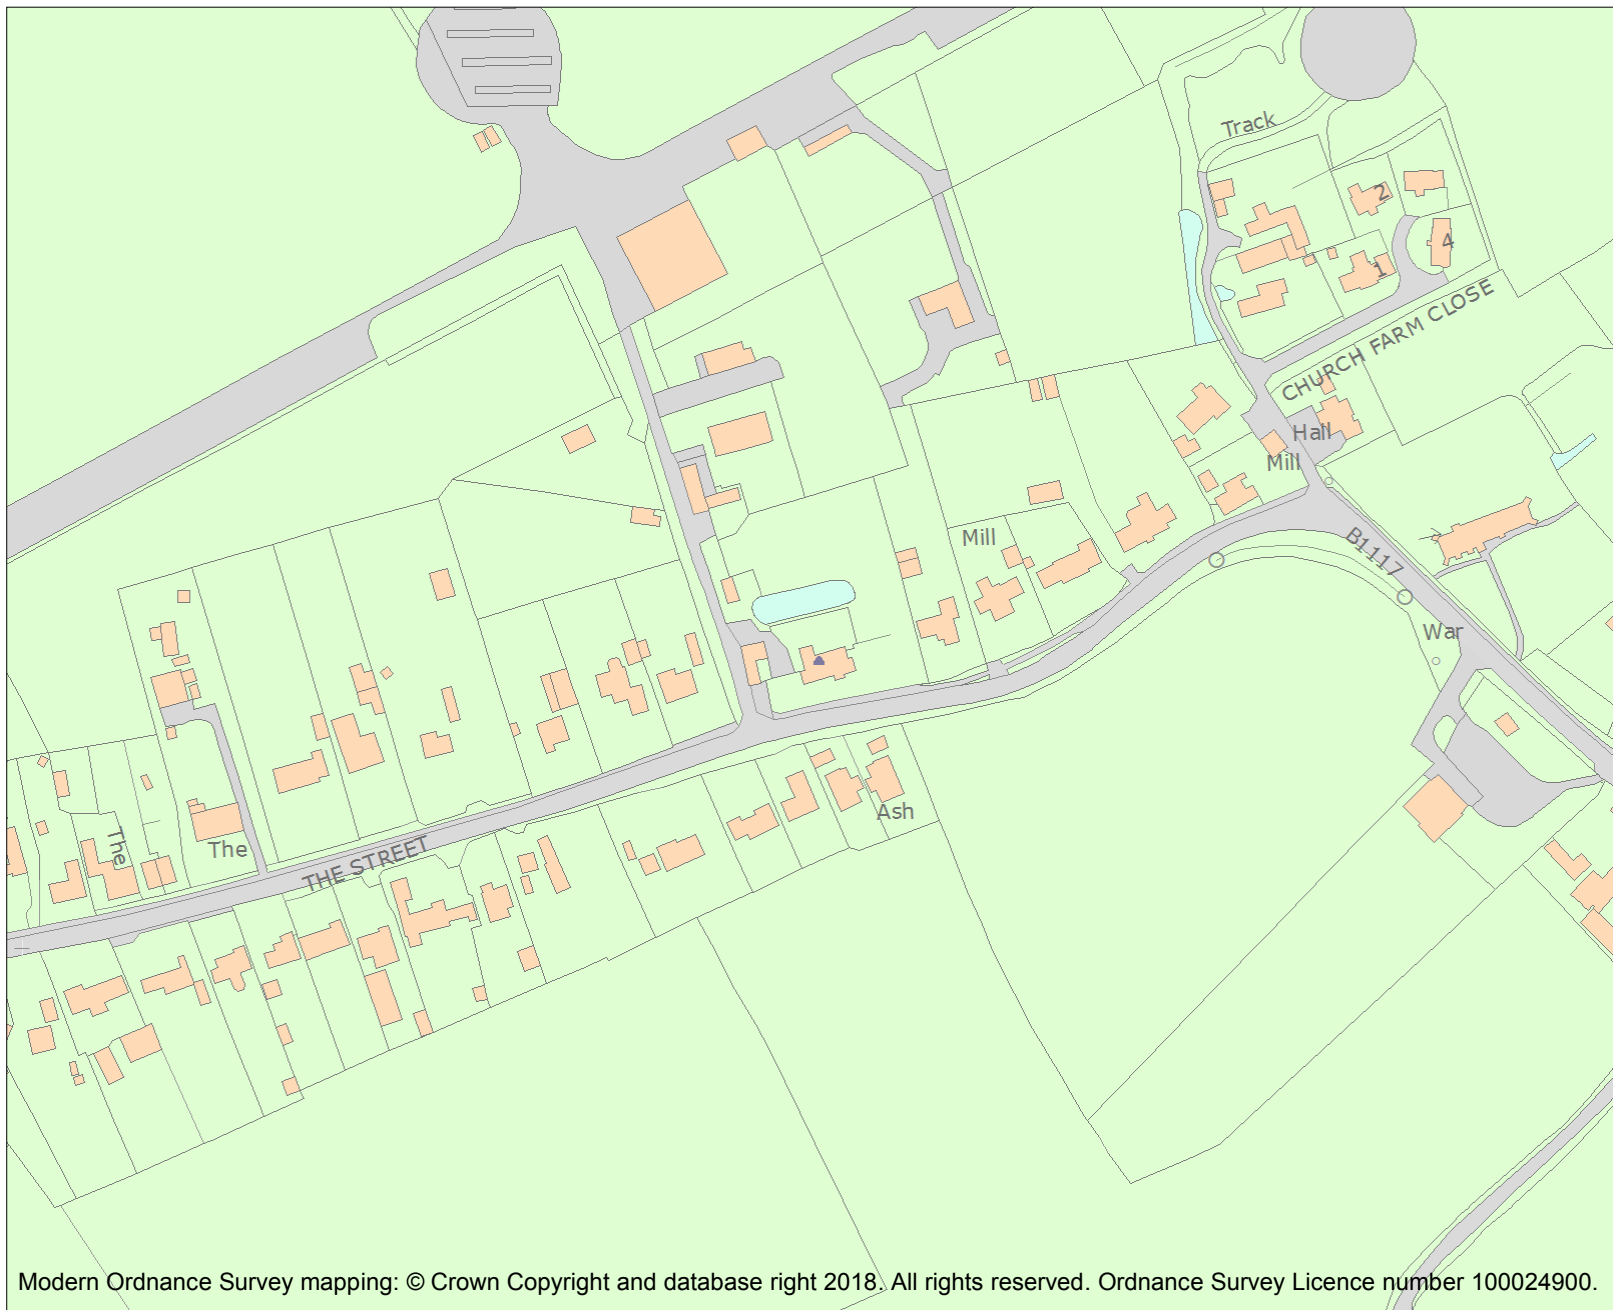 Track
2
4
1
CHURCH FARM CLOSE
Hall
Mill
Mill
B1117
War
Ash
The
The
THE STREET
Modern Ordnance Survey mapping: © Crown Copyright and database right 2018. All rights reserved. Ordnance Survey Licence number 100024900.